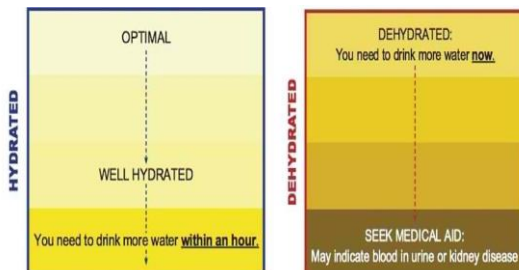 HYDRATED
OPTIMAL
WELL HYDRATED
You need to drink more water within an hour.
DEHYDRATED
DEHYDRATED:
You need to drink more water now.
SEEK MEDICAL AID:
May indicate blood in urine or kidney disease